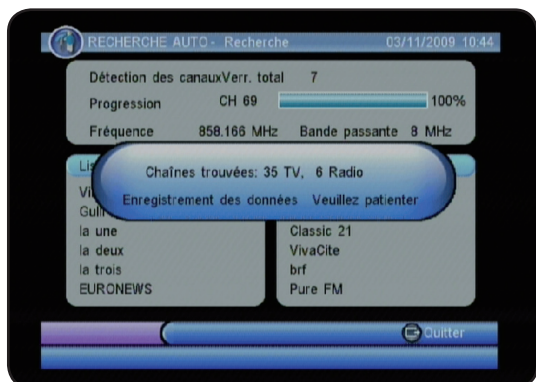 RECHERCHE AUTO - Recherche 03/11/2009 10:44
Détection des canauxVerr. total 7
Progression CH 69 100%
Fréquence 858.166 MHz Bande passante 8 MHz
Chaînes trouvées: 35 TV, 6 Radio
Enregistrement des données Veuillez patienter
la une
la deux
la trois
EURONEWS
Classic 21
VivaCite
brf
Pure FM
Quitter